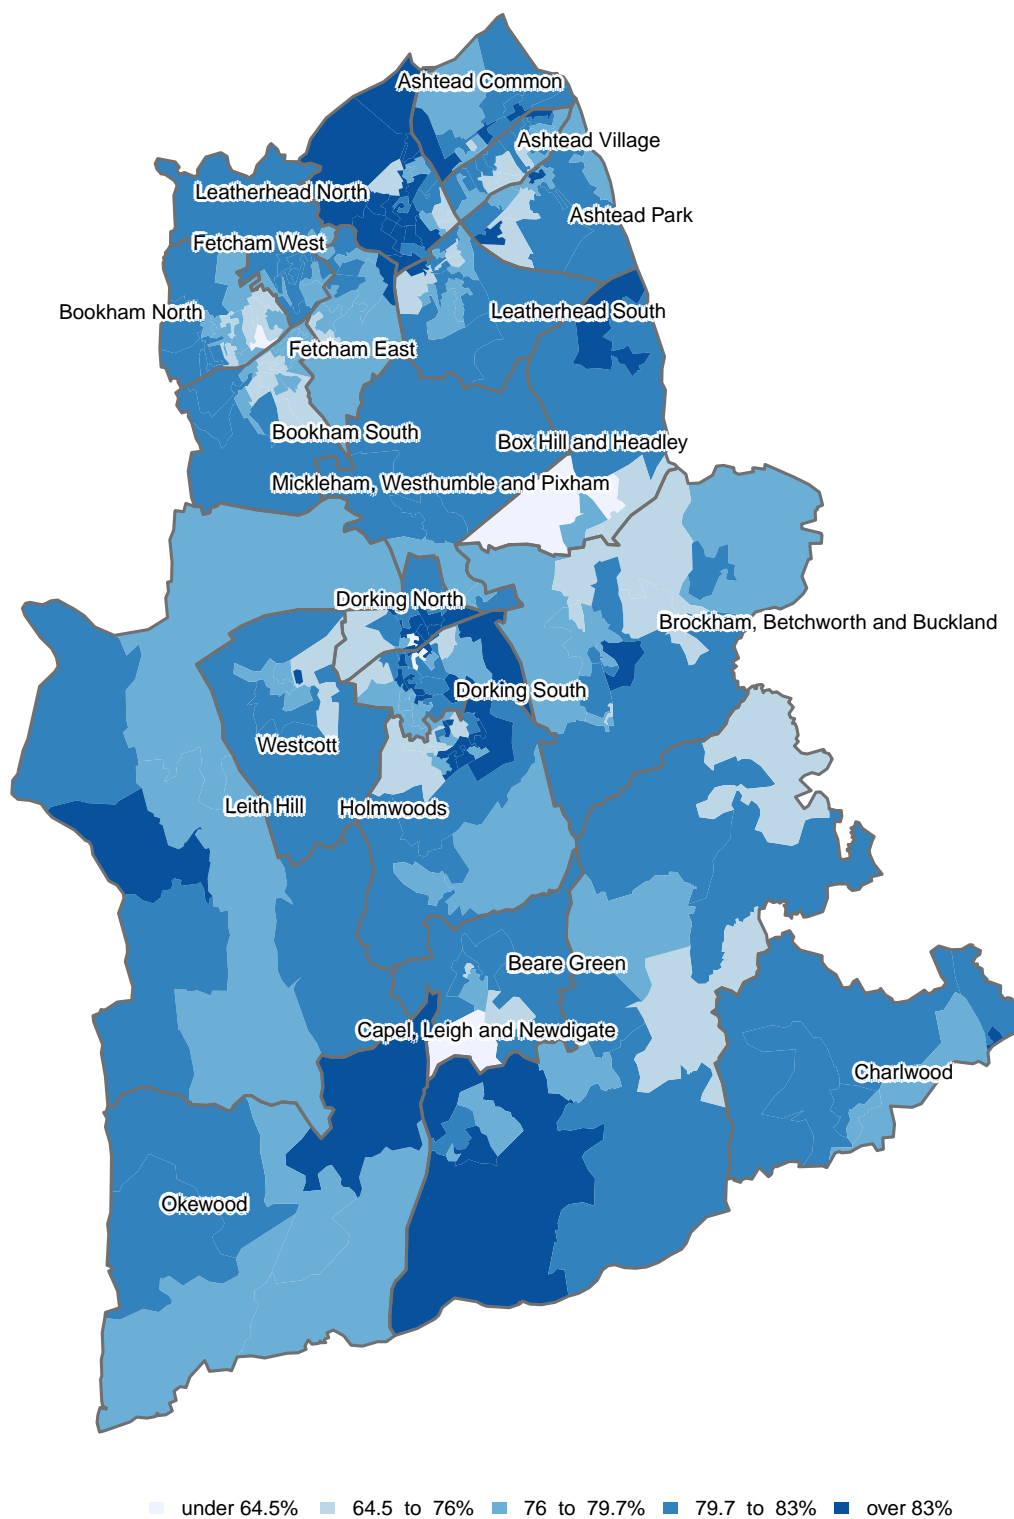 Ashtead Common
Ashtead Village
Leatherhead North
Ashtead Park
Fetcham West
Bookham North
Leatherhead South
Fetcham East
Bookham South
Box Hill and Headley
Mickleham, Westhumble and Pixham
Dorking North
Brockham, Betchworth and Buckland
Dorking South
Westcott
Leith Hill
Holmwoods
Beare Green
Capel, Leigh and Newdigate
Charlwood
Okewood
under 64.5% 64.5 to 76% 76 to 79.7% 79.7 to 83% over 83%